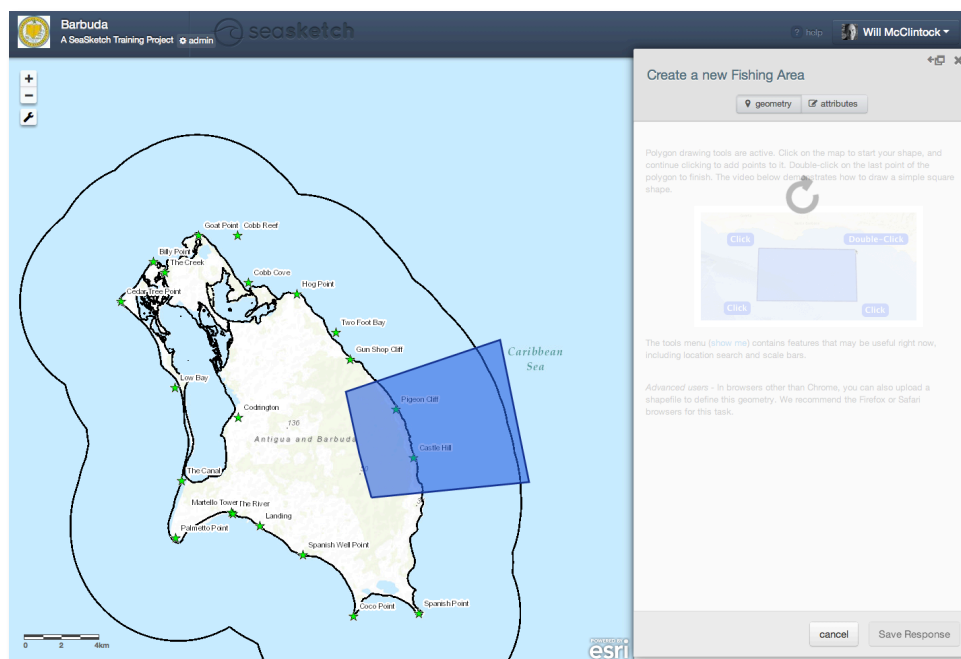 Barbuda
A SeaSketch Training Project admin
seasketch
help
Will McClintock
Create a new Fishing Area
geometry
attributes
Polygon drawing tools are active. Click on the map to start your shape, and
continue clicking to add points to it. Double-click on the last point of the
polygon to finish. The video below demonstrates how to draw a simple square
shape.
Click
Double-Click
Click
Click
The tools menu (show me) contains features that may be useful right now,
including location search and scale bars.
Advanced users - In browsers other than Chrome, you can also upload a
shapefile to define this geometry. We recommend the Firefox or Safari
browsers for this task.
cancel
Save Response
+
−
Goat Point
Cobb Reef
Billy Point
The Creek
Cobb Cove
Cedar Tree Point
Hog Point
Two Foot Bay
Gun Shop Cliff
Caribbean
Sea
Low Bay
Pigeon Cliff
Codrington
136
Antigua and Barbuda
Castle Hill
The Canal
Martello Tower
The River
Landing
Palmetto Point
Spanish Well Point
Coco Point
Spanish Point
0 2 4km
POWERED BY
esri